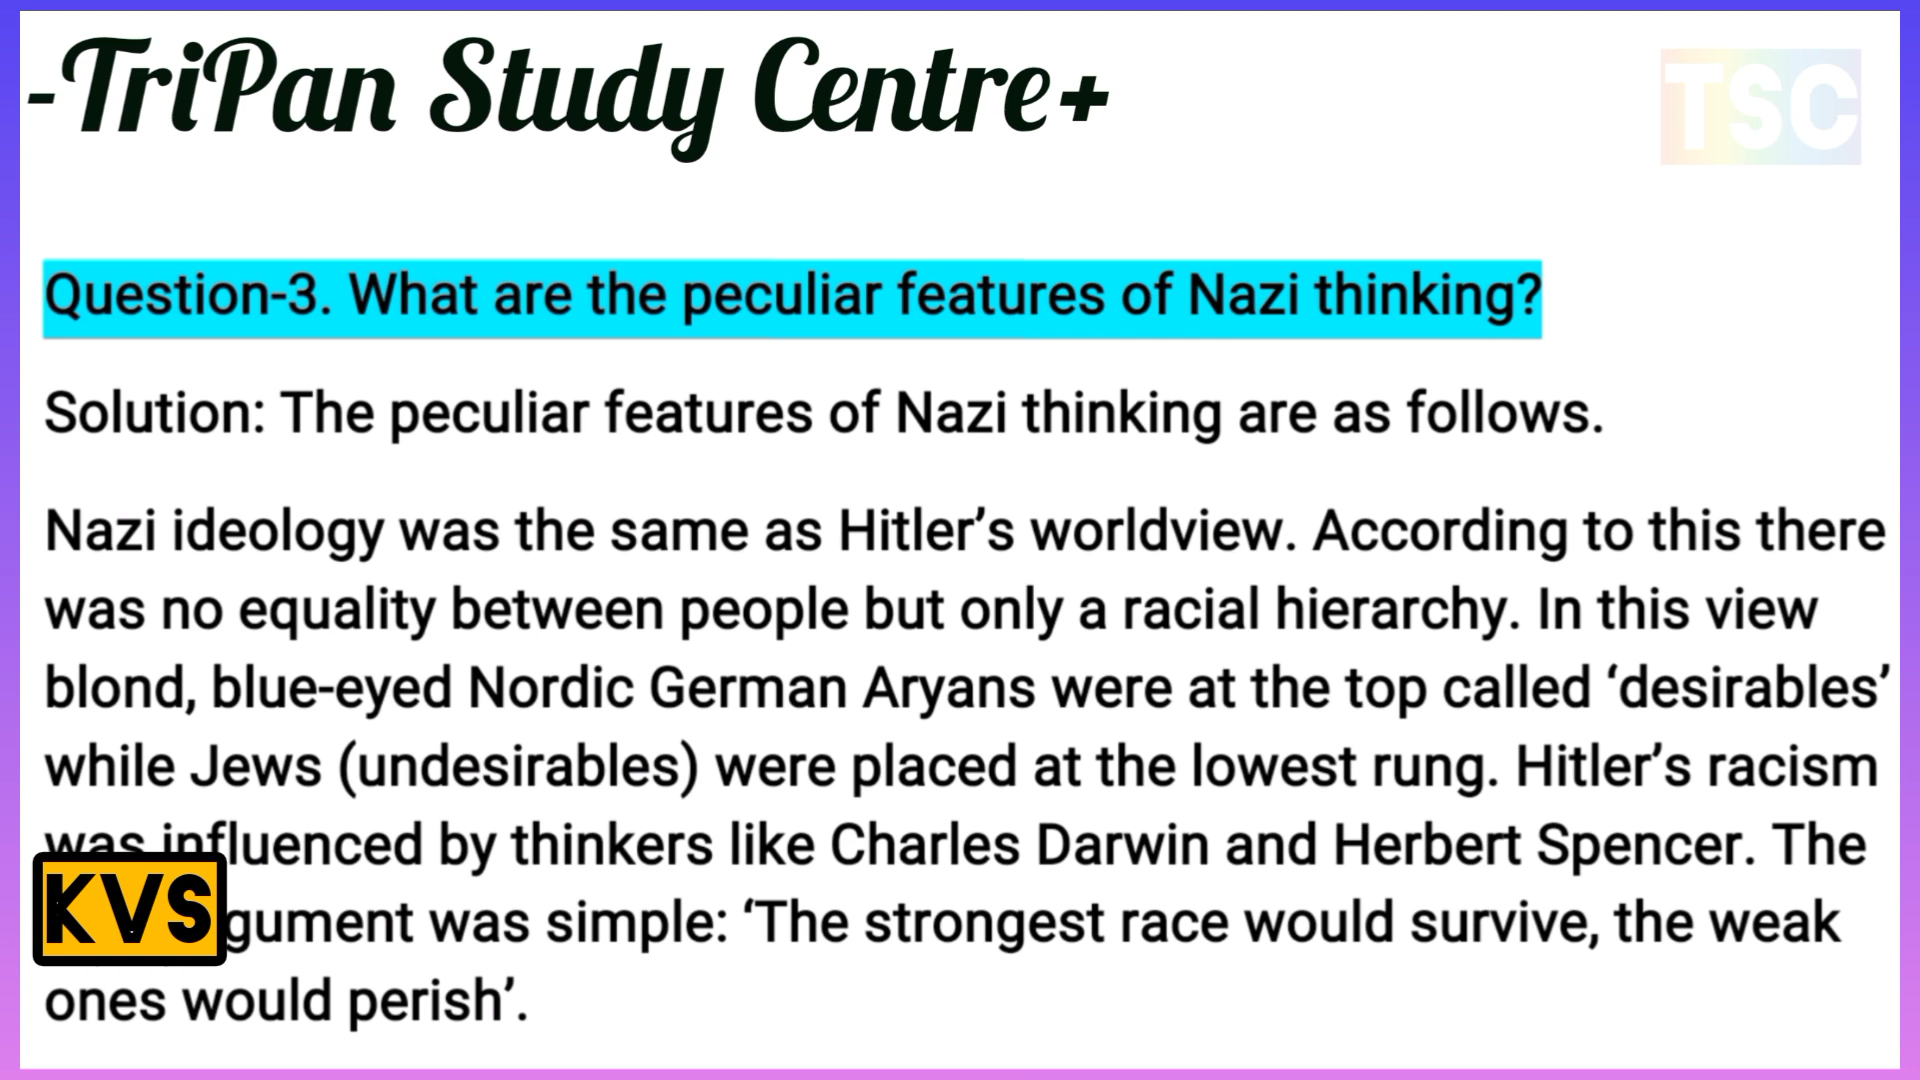 -TriPan Study Centre+
TSC
Question-3. What are the peculiar features of Nazi thinking?
Solution: The peculiar features of Nazi thinking are as follows.
Nazi ideology was the same as Hitler’s worldview. According to this there
was no equality between people but only a racial hierarchy. In this view
blond, blue-eyed Nordic German Aryans were at the top called ‘desirables’
while Jews (undesirables) were placed at the lowest rung. Hitler’s racism
was influenced by thinkers like Charles Darwin and Herbert Spencer. The
gument was simple: ‘The strongest race would survive, the weak
KVS
ones would perish’.